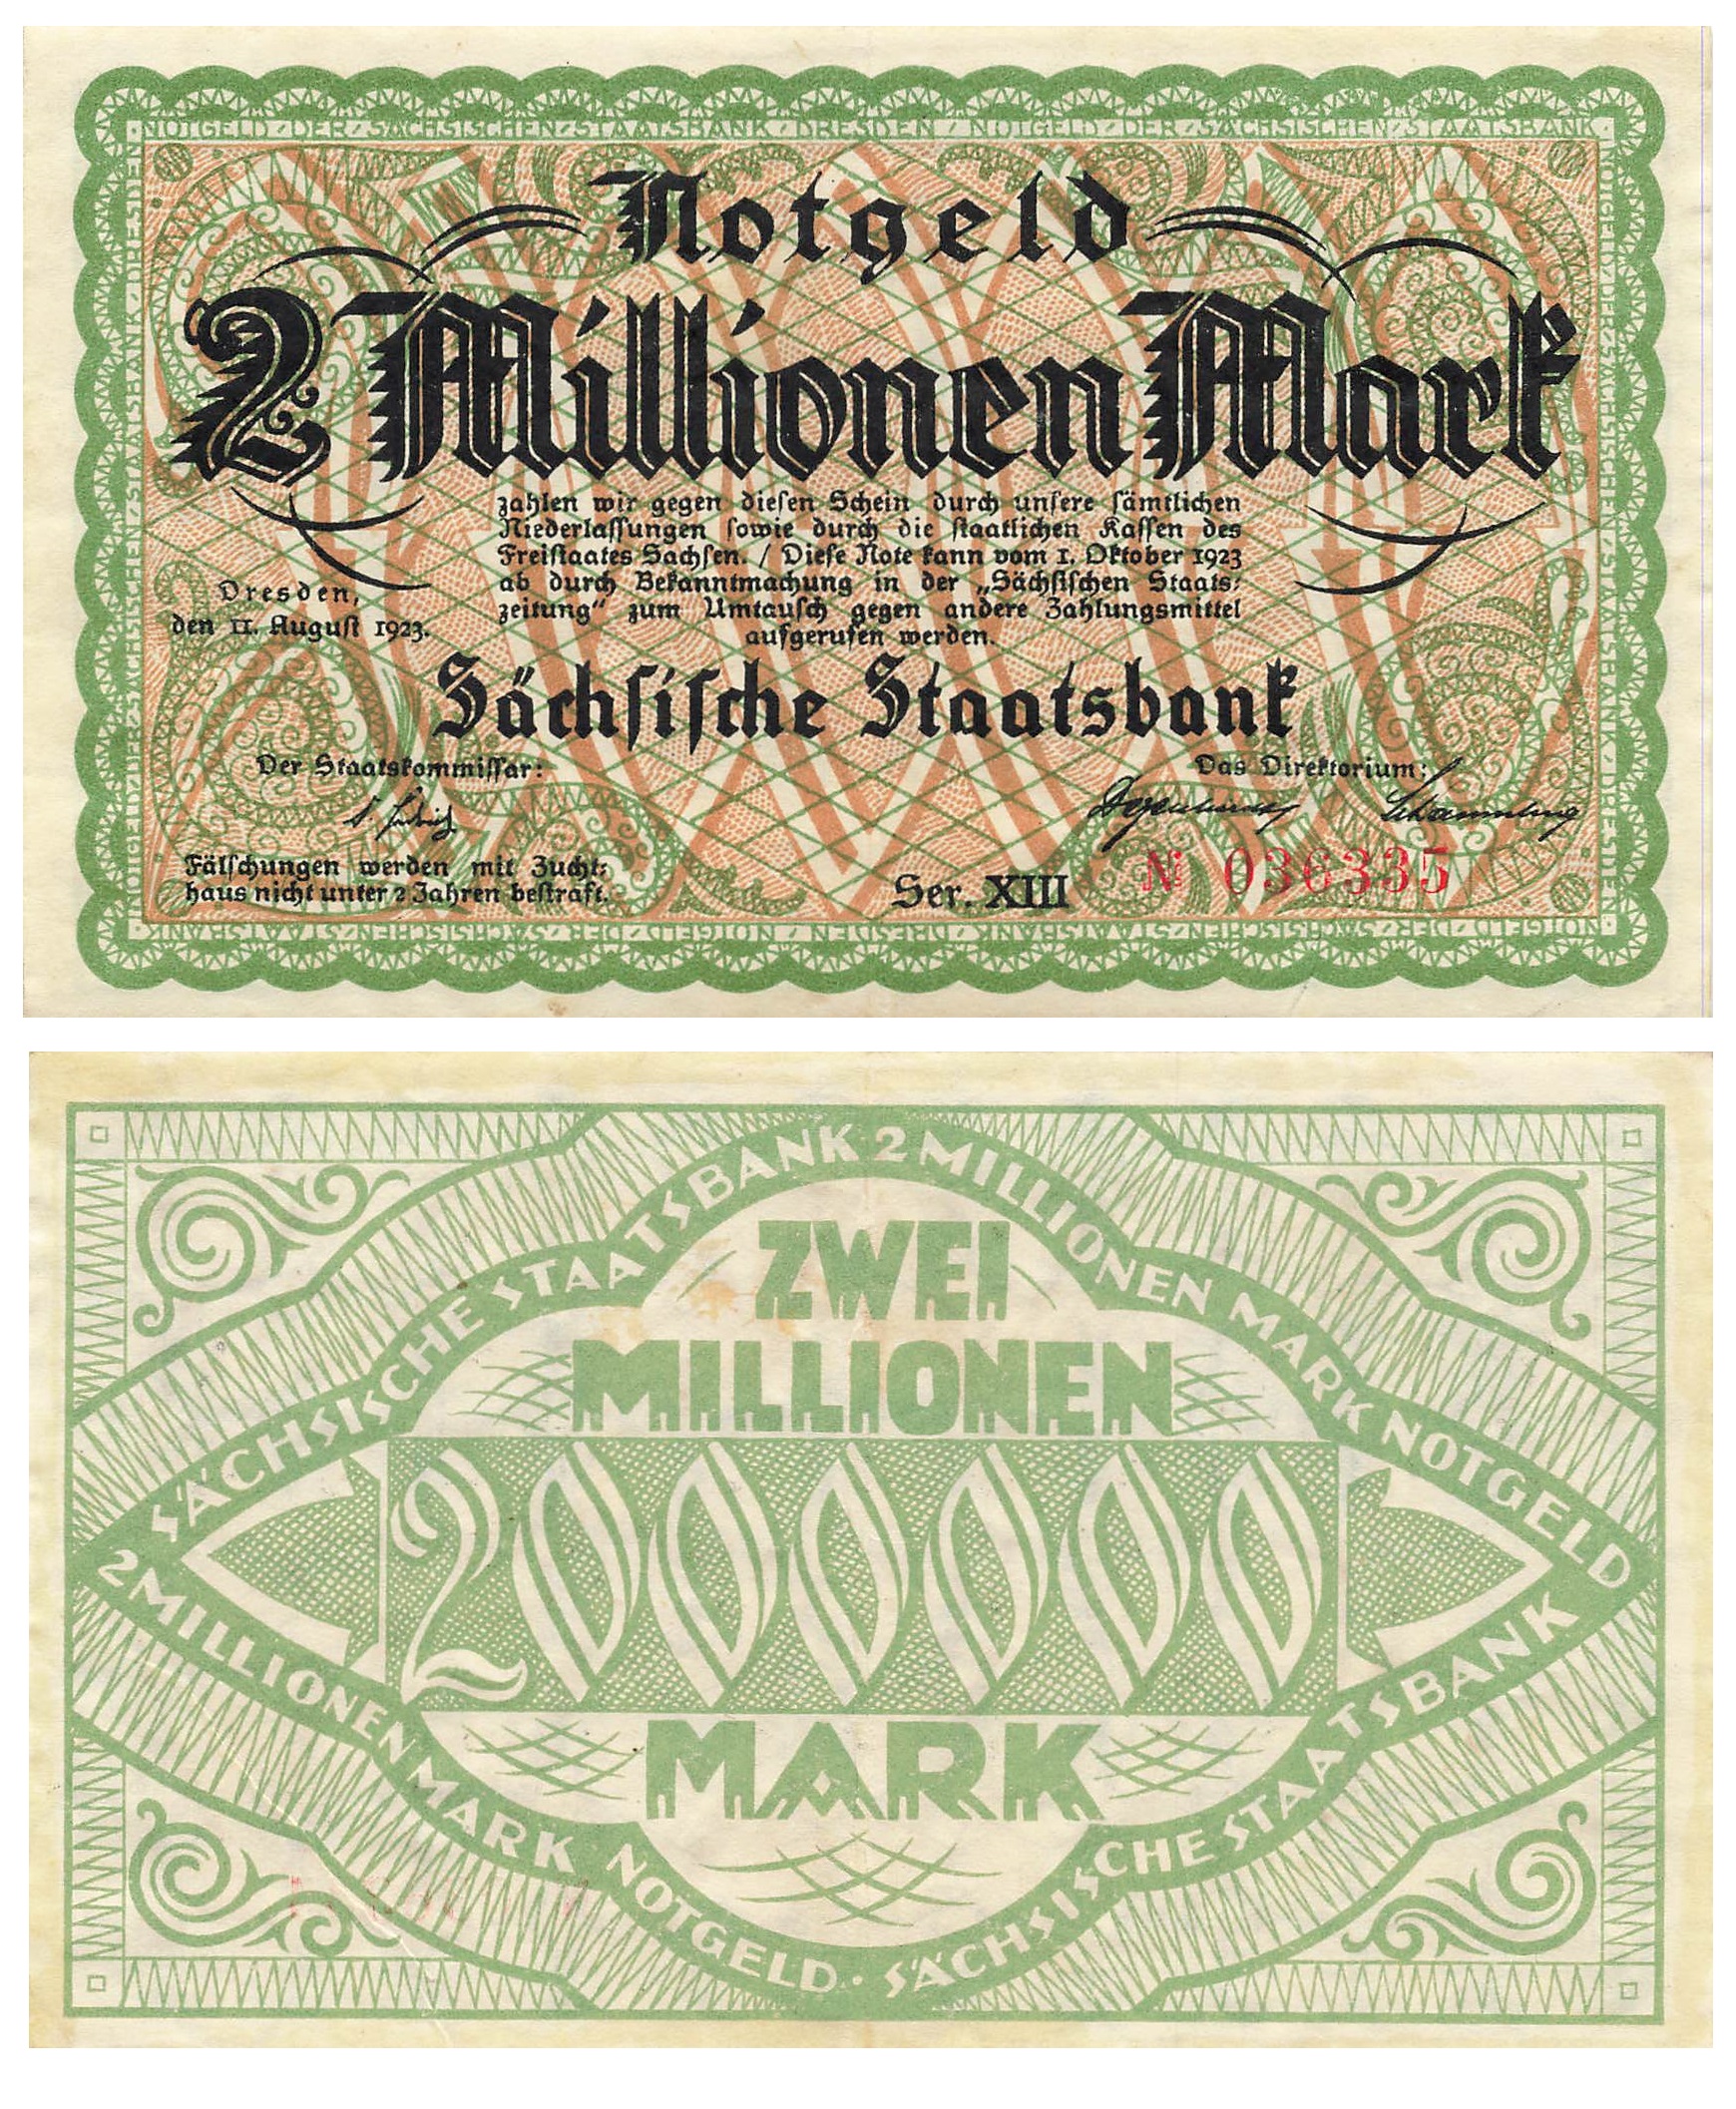 NOTGELD-DER-SÄCHSISCHEN-STAATSBANK-DRESDEN-NOTGELD-DER-SÄCHSISCHEN-STAATSBANK
Notgeld
2 Millionen Mark
zahlen wir gegen dieſen Schein durch unſere ſämtlichen
Niederlaſſungen ſowie durch die ſtaatlichen Kaſſen des
Freiſtaates Sachſen. / Dieſe Note kann vom 1. Oktober 1923
ab durch Bekanntmachung in der „Sächſiſchen Staats-
zeitung“ zum Umtauſch gegen andere Zahlungsmittel
aufgerufen werden.
Dresden,
den 11. Auguſt 1923.
Sächſiſche Staatsbank
Der Staatskommiſſar:
Das Direktorium:
Degenhardt
Fälſchungen werden mit Zucht-
haus nicht unter 2 Jahren beſtraft.
Ser. XIII
№ 036335
SÄCHSISCHE STAATSBANK 2 MILLIONEN MARK NOTGELD
ZWEI
MILLIONEN
2000000
MARK
2 MILLIONEN MARK NOTGELD · SÄCHSISCHE STAATSBANK